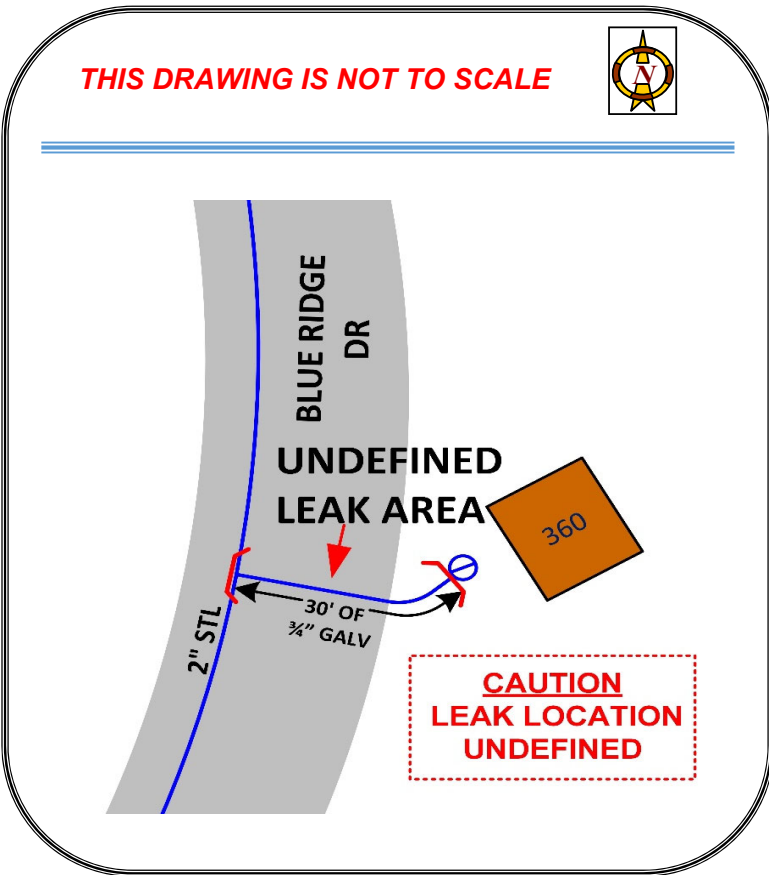 THIS DRAWING IS NOT TO SCALE
N
BLUE RIDGE
DR
UNDEFINED
LEAK AREA
360
30' OF
¾" GALV
2" STL
CAUTION
LEAK LOCATION
UNDEFINED